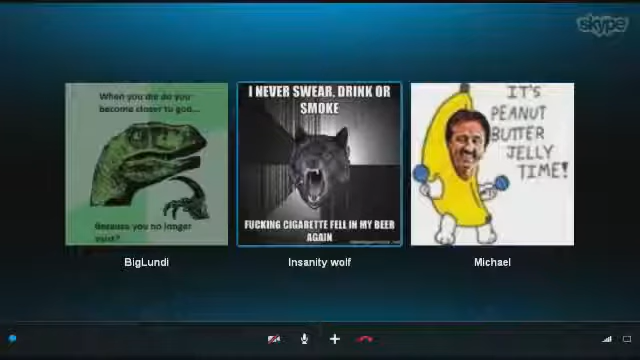 skype
When you die do you
become closer to god...
Because you no longer
exist?
I NEVER SWEAR, DRINK OR
SMOKE
FUCKING CIGARETTE FELL IN MY BEER
AGAIN
IT'S
PEANUT
BUTTER
JELLY
TIME!
BigLundi
Insanity wolf
Michael